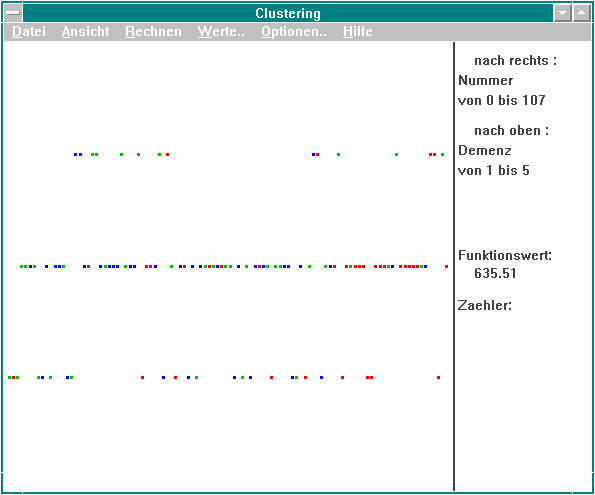 Clustering
Datei Ansicht Rechnen Werte.. Optionen.. Hilfe
nach rechts :
Nummer
von 0 bis 107
nach oben :
Demenz
von 1 bis 5
Funktionswert:
635.51
Zaehler: